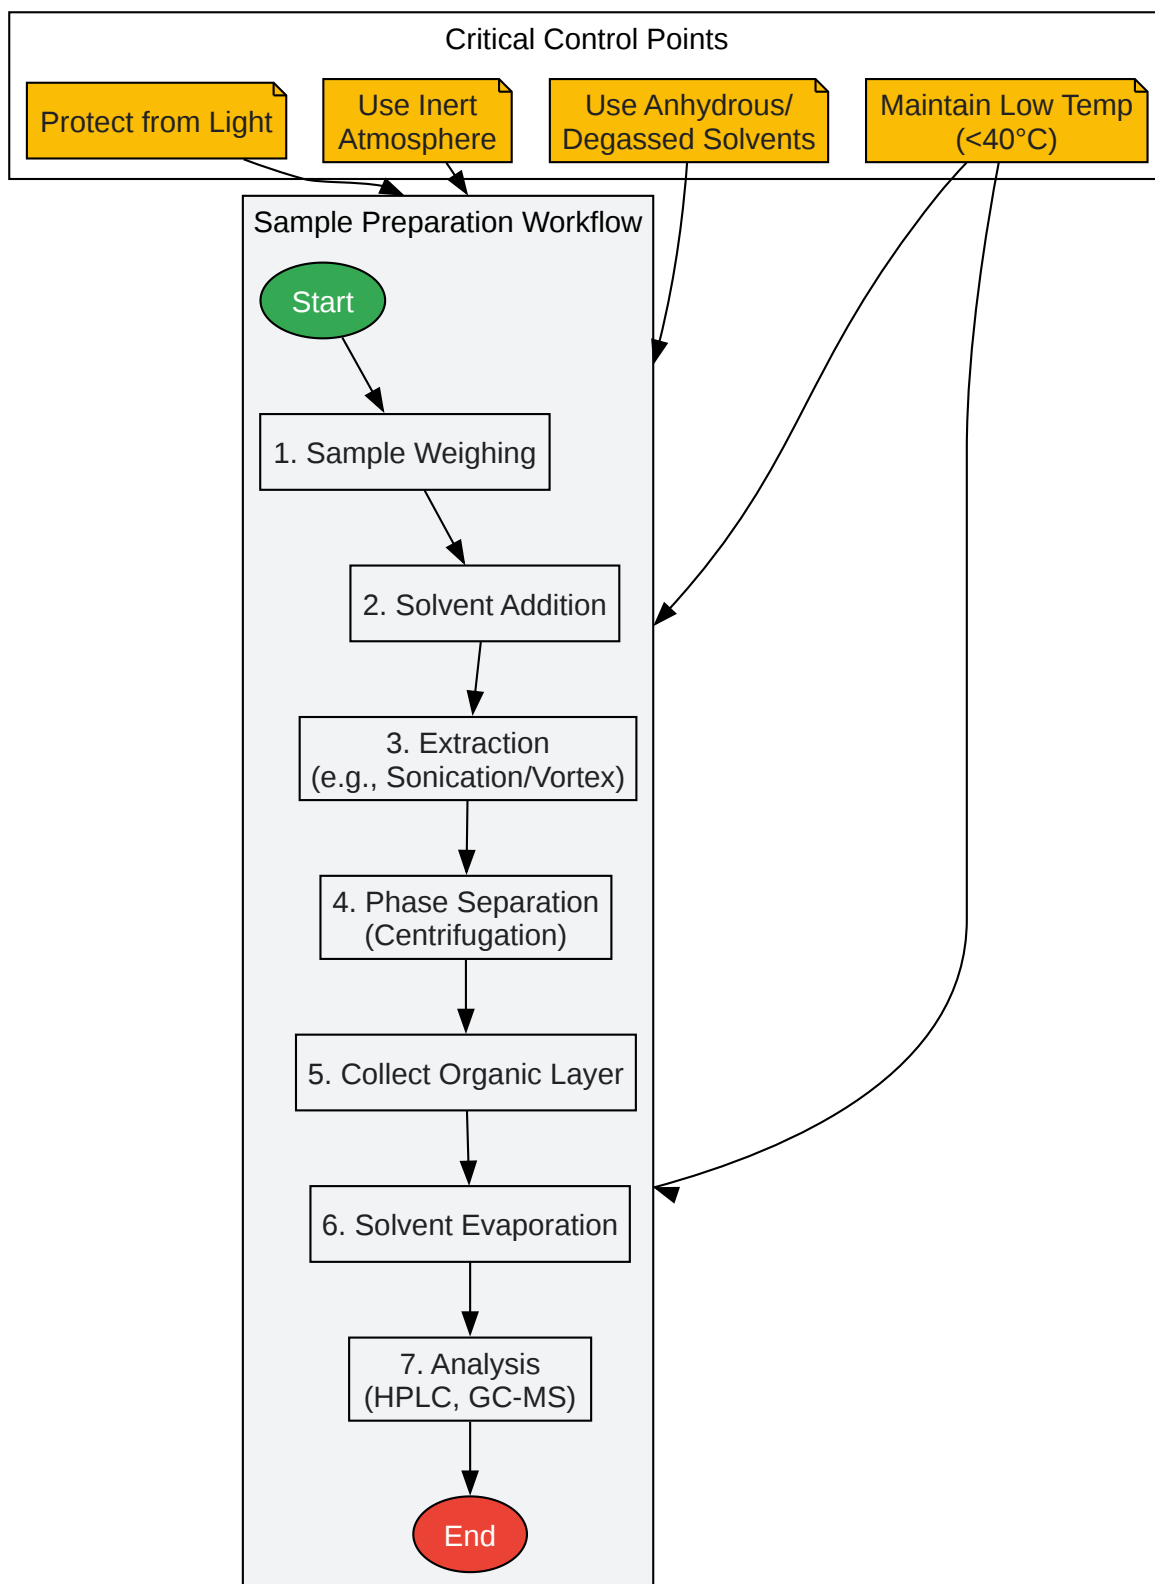 Critical Control Points
Protect from Light
Use Inert
Atmosphere
Use Anhydrous/
Degassed Solvents
Maintain Low Temp
(<40°C)
Sample Preparation Workflow
Start
1. Sample Weighing
2. Solvent Addition
3. Extraction
(e.g., Sonication/Vortex)
4. Phase Separation
(Centrifugation)
5. Collect Organic Layer
6. Solvent Evaporation
7. Analysis
(HPLC, GC-MS)
End